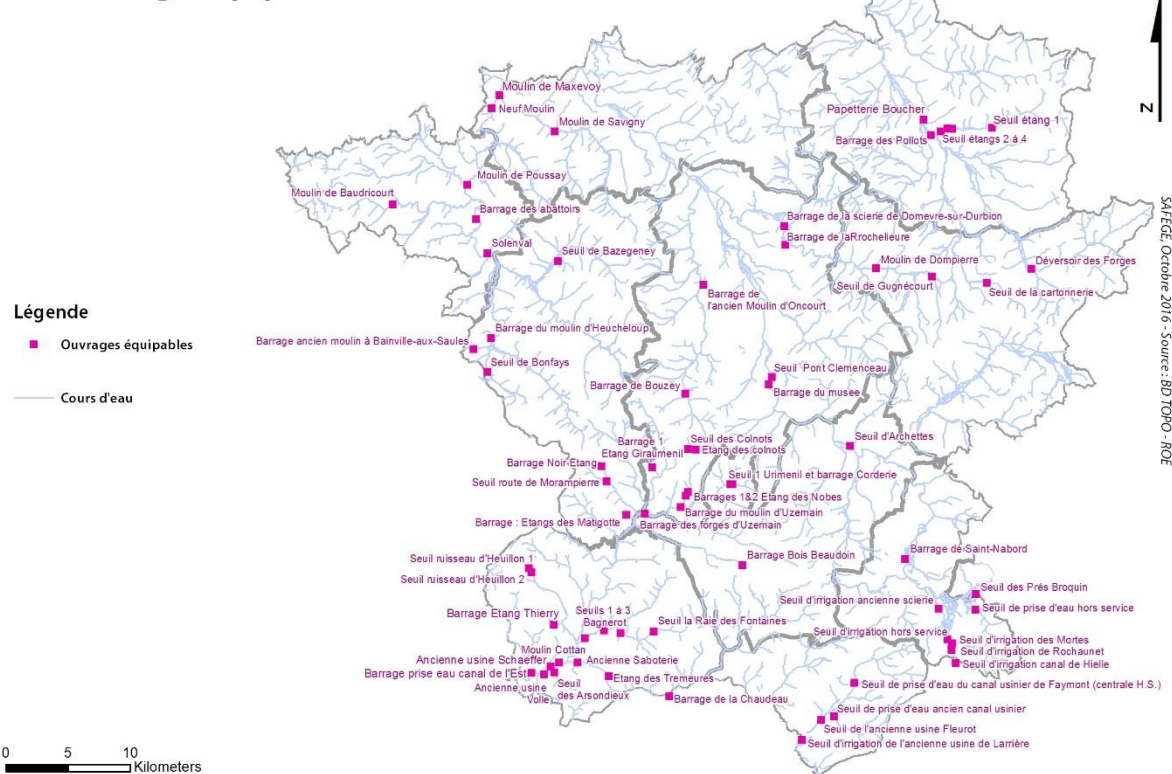 Moulin de Maxevoy
Neuf Moulin
Moulin de Savigny
Papetterie Boucher
Seuil étang 1
Barrage des Pollots
Seuil étangs 2 à 4
Z
Moulin de Poussay
Moulin de Baudricourt
Barrage des abattoirs
Solenval
Seuil de Bazegeney
Barrage de la scierie de Domevre-sur-Durbion
Barrage de laRrochelieure
Moulin de Dompierre
Déversoir des Forges
Seuil de Gugnécourt
Seuil de la cartonnerie
Barrage de
l'ancien Moulin d'Oncourt
SAFEGE, Octobre 2016 - Source : BD TOPO - ROE
Légende
Ouvrages équipables
Cours d'eau
Barrage du moulin d'Heucheloup
Barrage ancien moulin à Bainville-aux-Saules
Seuil de Bonfays
Seuil Pont Clemenceau
Barrage de Bouzey
Barrage du musee
Barrage 1
Etang Giraumenil
Seuil des Colnots
Etang des colnots
Seuil d'Archettes
Barrage Noir-Etang
Seuil route de Morampierre
Seuil 1 Urimenil et barrage Corderie
Barrages 1&2 Etang des Nobes
Barrage du moulin d'Uzemain
Barrage : Etangs des Matigotte
Barrage des forges d'Uzemain
Seuil ruisseau d'Heuillon 1
Seuil ruisseau d'Heuillon 2
Barrage Bois Beaudoin
Barrage de Saint-Nabord
Seuil des Prés Broquin
Seuil d'irrigation ancienne scierie
Seuil de prise d'eau hors service
Barrage Etang Thierry
Seuils 1 à 3
Bagnerot
Seuil la Raie des Fontaines
Seuil d'irrigation hors service
Seuil d'irrigation des Mortes
Seuil d'irrigation de Rochaunet
Seuil d'irrigation canal de Hielle
Moulin Cottan
Ancienne usine Schaeffer
Ancienne Saboterie
Barrage prise eau canal de l'Est
Etang des Tremeures
Ancienne usine
Volle
Seuil
des Arsondieux
Barrage de la Chaudeau
Seuil de prise d'eau du canal usinier de Faymont (centrale H.S.)
Seuil de prise d'eau ancien canal usinier
Seuil de l'ancienne usine Fleurot
Seuil d'irrigation de l'ancienne usine de Larrière
0 5 10
Kilometers